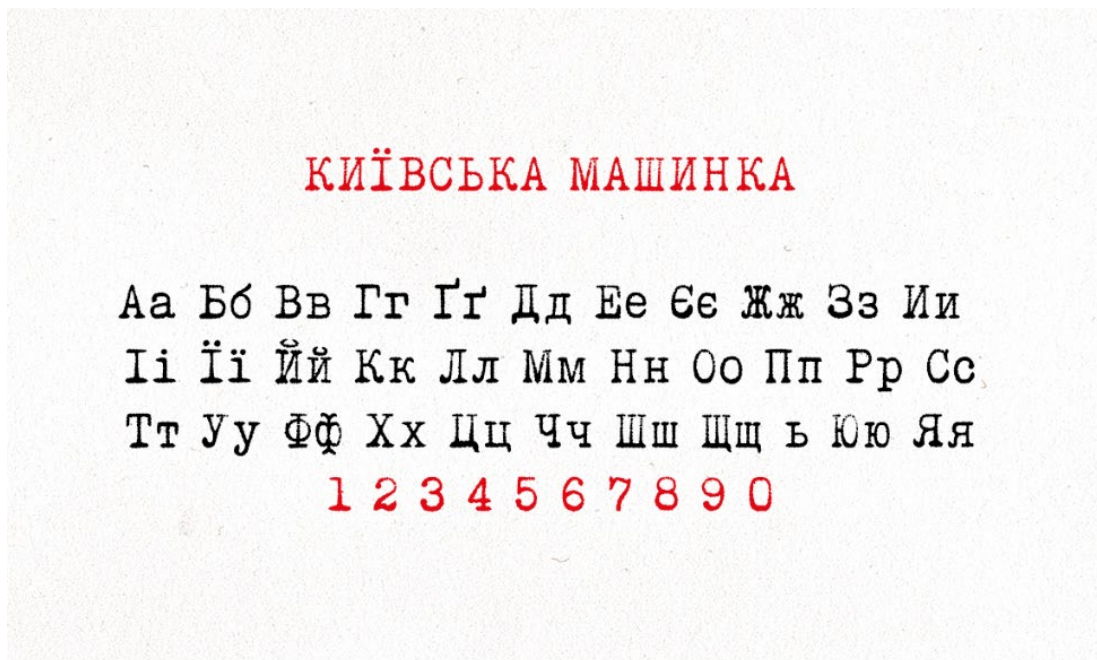 КИЇВСЬКА МАШИНКА
Аа Бб Вв Гг Ґґ Дд Ее Єє Жж Зз Ии
Іі Її Йй Кк Лл Мм Нн Оо Пп Рр Сс
Тт Уу Фф Хх Цц Чч Шш Щщ ь Юю Яя
1 2 3 4 5 6 7 8 9 0